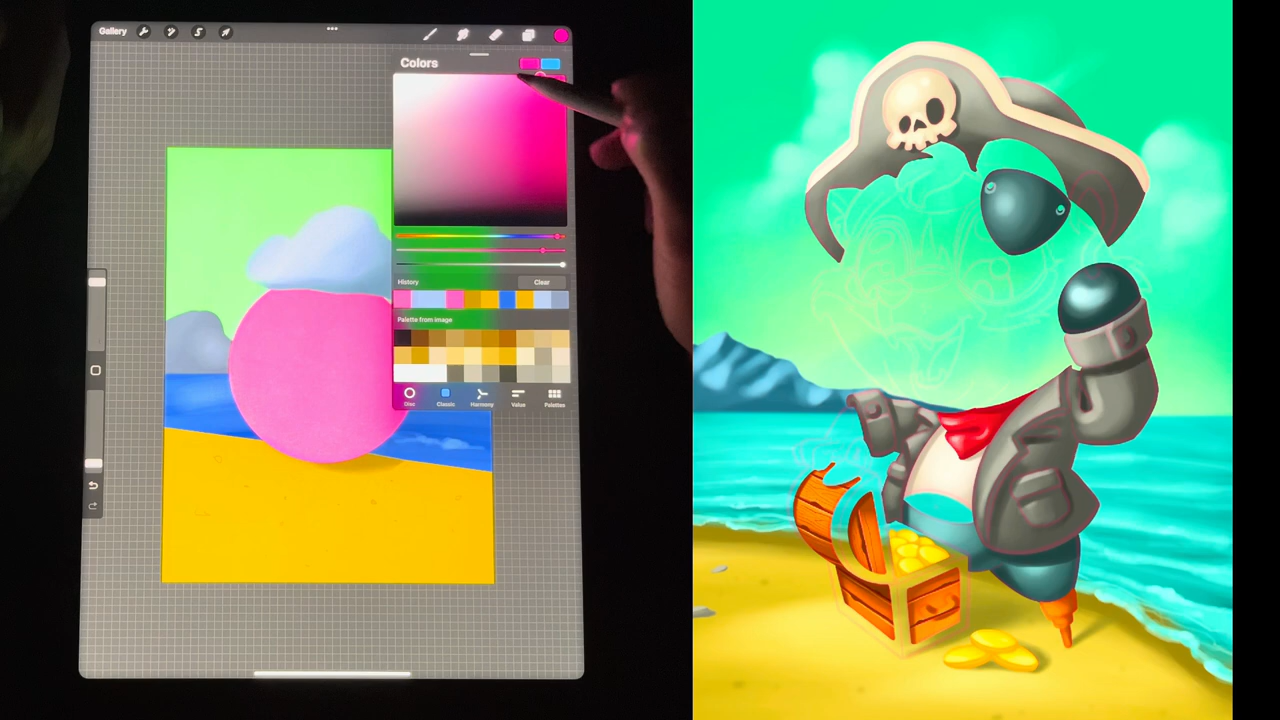 Gallery
Colors
History
Clear
Palette from image
Disc
Classic
Harmony
Value
Palettes